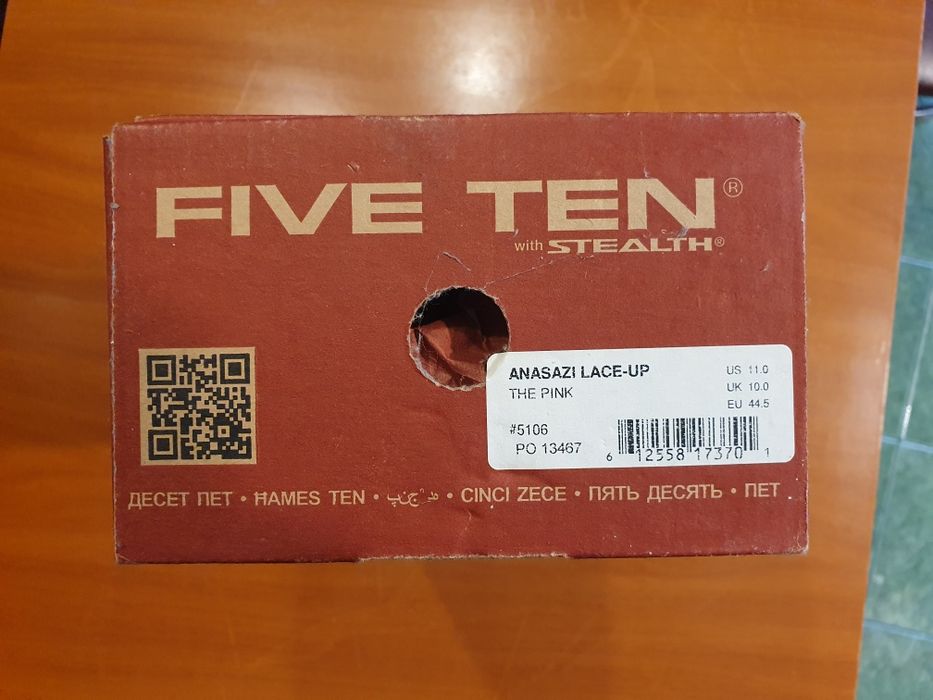 FIVE TEN®
with STEALTH®
ANASAZI LACE-UP
THE PINK
US 11.0
UK 10.0
EU 44.5
#5106
PO 13467
6 12558 17370 1
ДЕСЕТ ПЕТ • ĦAMES TEN • • CINCI ZECE • ПЯТЬ ДЕСЯТЬ • ПЕТ